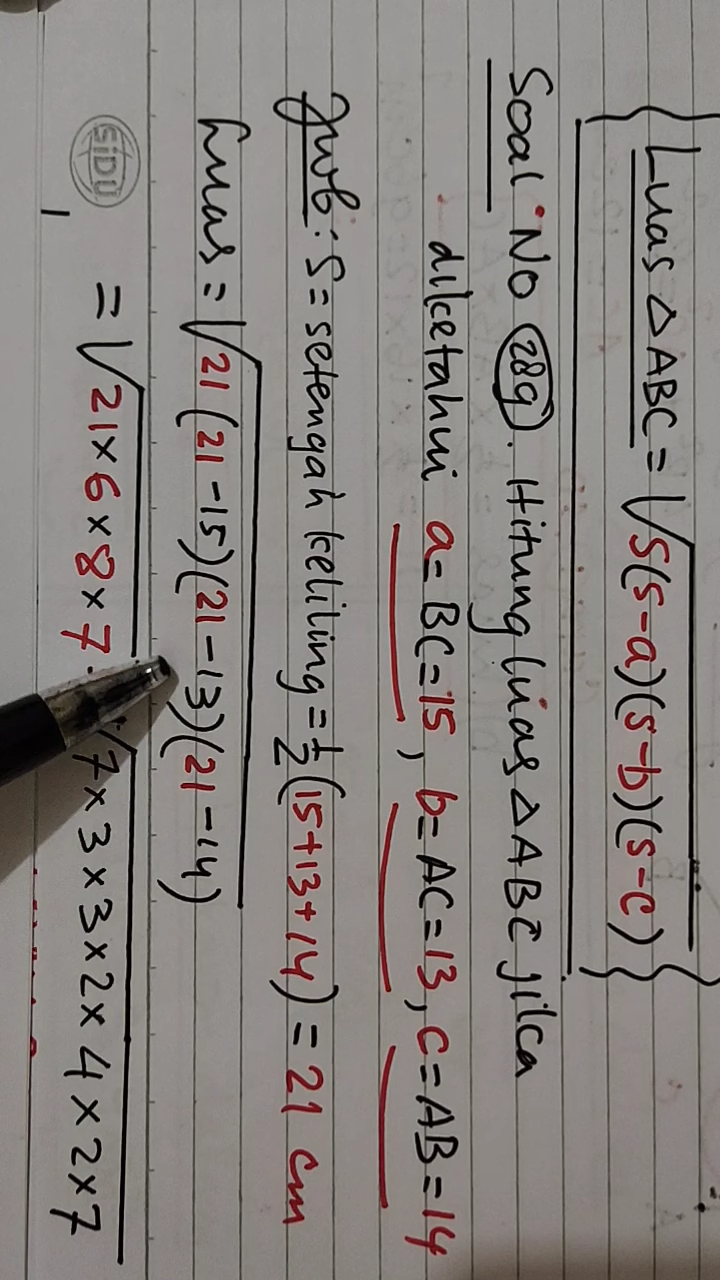 Luas △ABC = √S(S-a)(S-b)(S-c)
Soal No 289. Hitung luas △ABC jika
diketahui a=BC=15, b=AC=13, c=AB=14
Jwb: S = setengah keliling = ½(15+13+14) = 21 cm
Luas = √21(21-15)(21-13)(21-14)
= √21×6×8×7 √7×3×3×2×4×2×7
SiDU